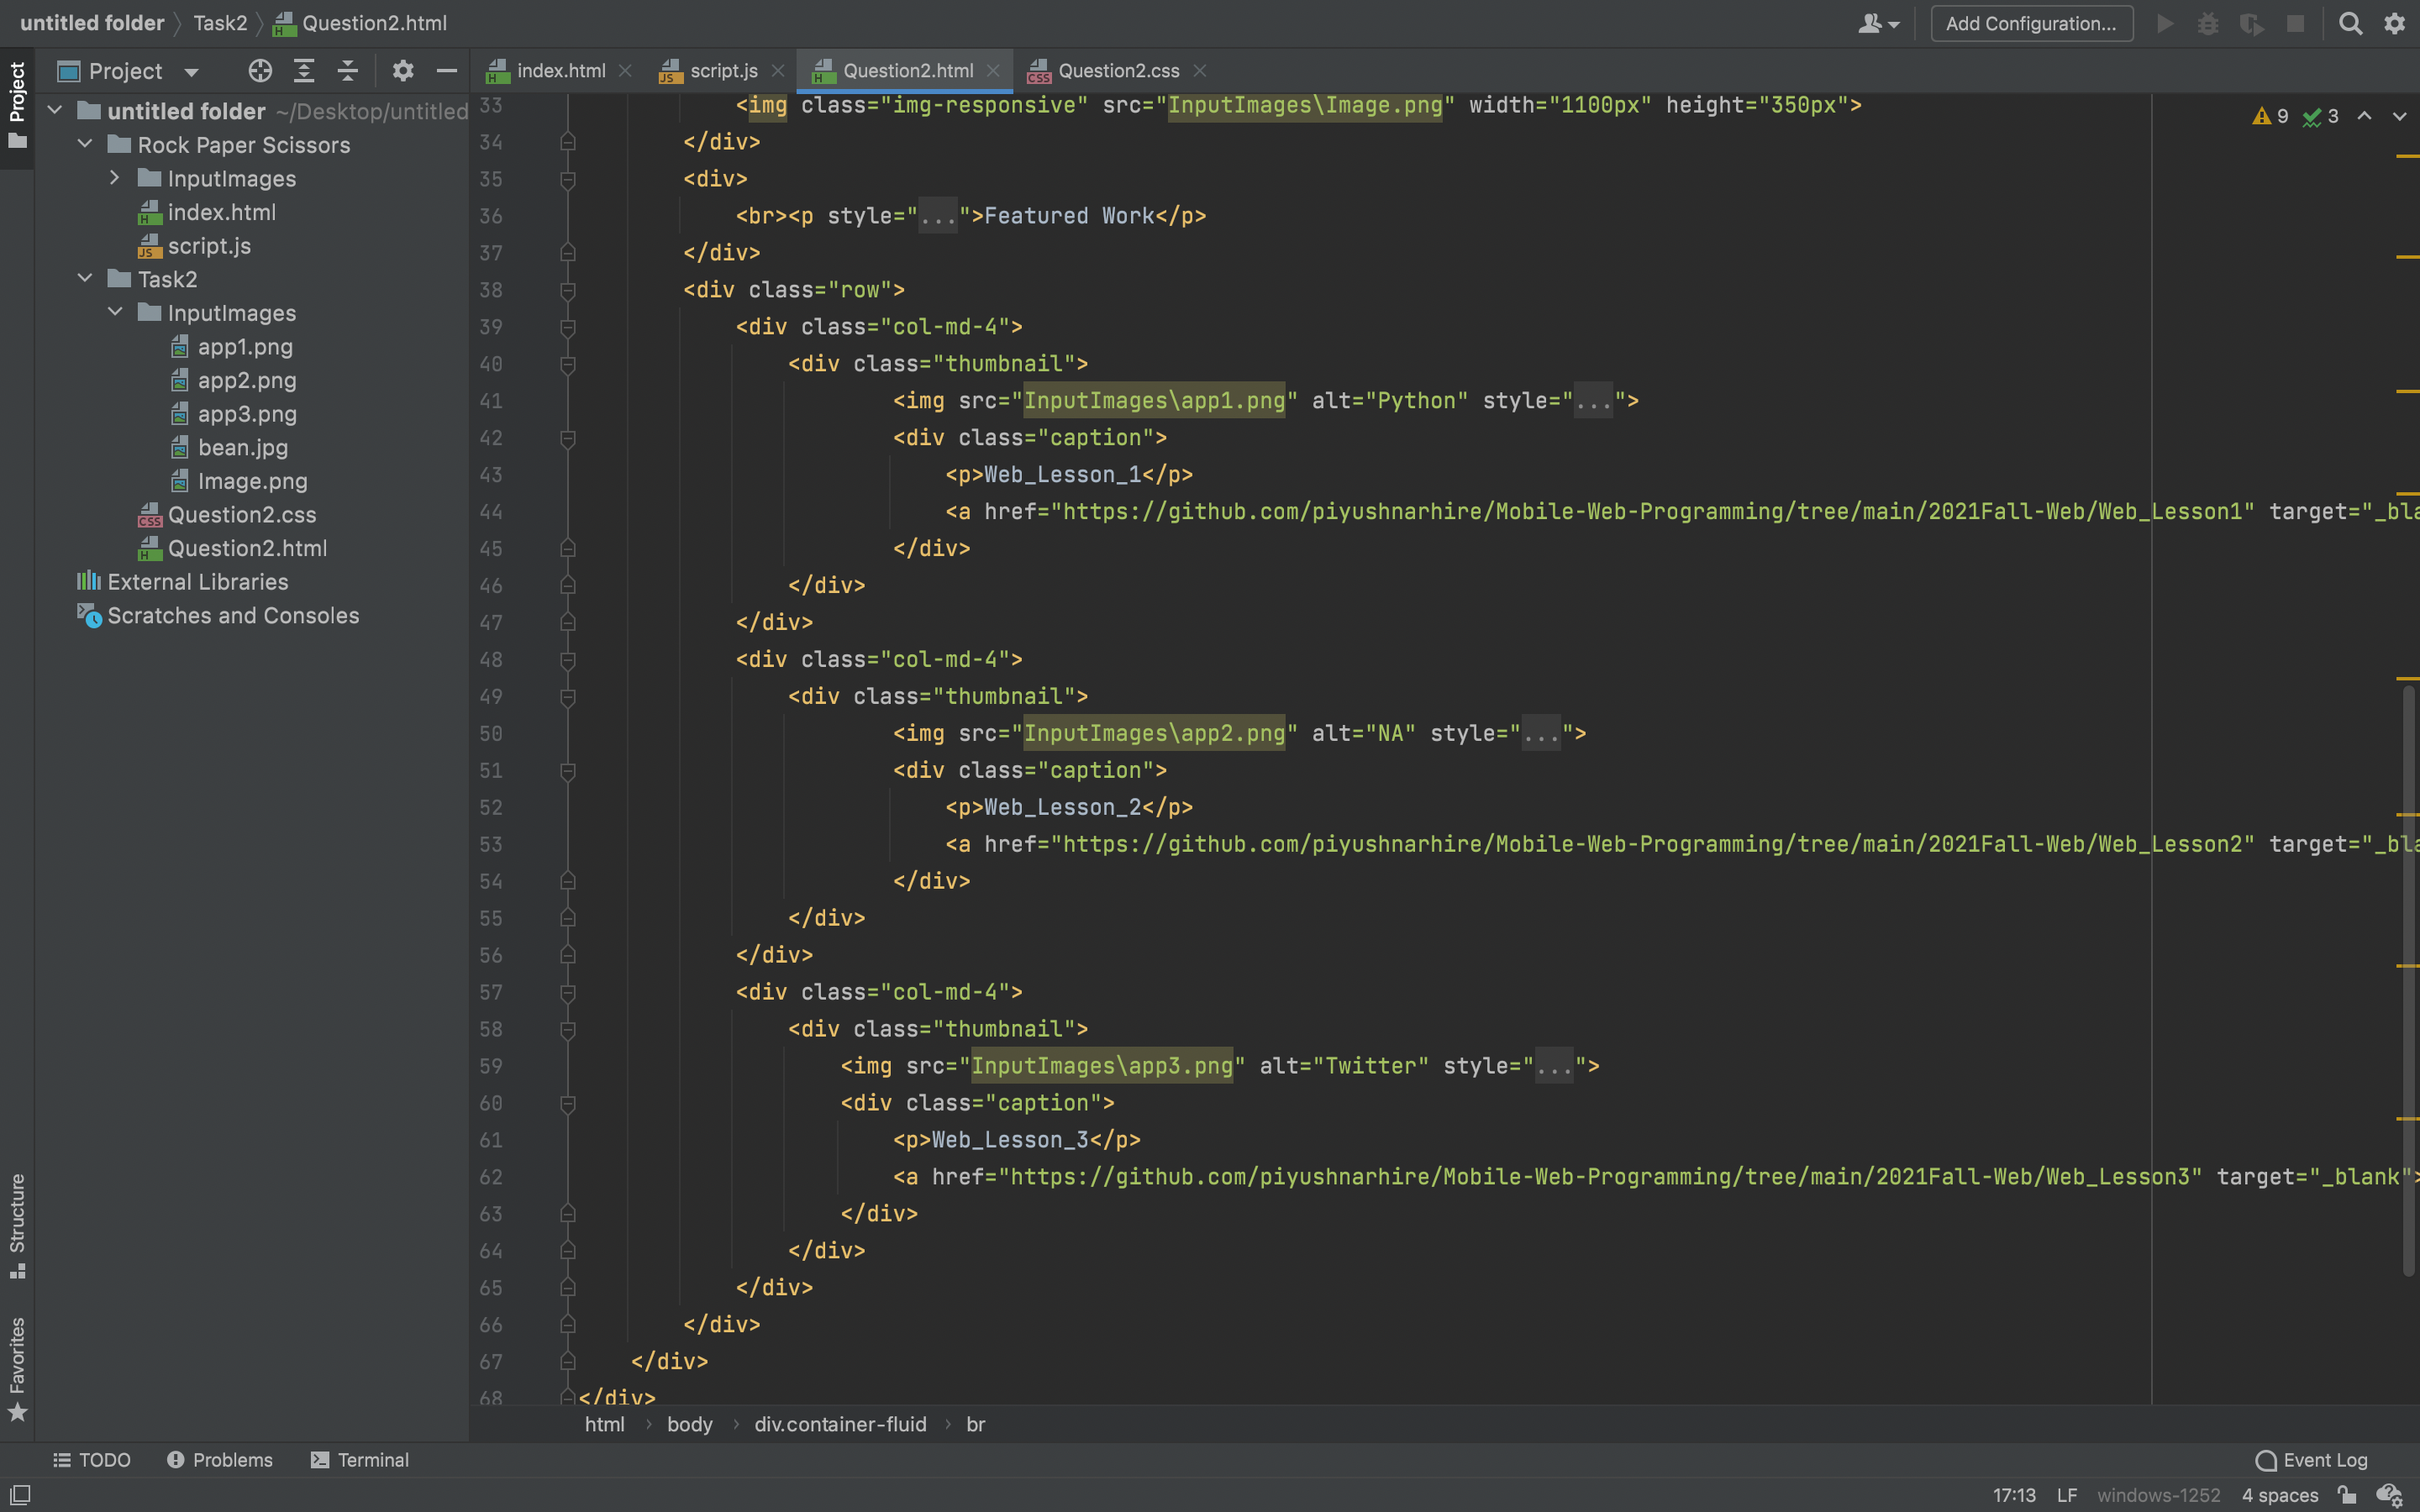 untitled folder Task2 Question2.html
Add Configuration...
Project
Project
index.html
script.js
Question2.html
Question2.css
untitled folder ~/Desktop/untitled
Rock Paper Scissors
InputImages
index.html
script.js
Task2
InputImages
app1.png
app2.png
app3.png
bean.jpg
Image.png
Question2.css
Question2.html
External Libraries
Scratches and Consoles
Structure
Favorites
9 3
33 <img class="img-responsive" src="InputImages\Image.png" width="1100px" height="350px">
34 </div>
35 <div>
36 <br><p style="...">Featured Work</p>
37 </div>
38 <div class="row">
39 <div class="col-md-4">
40 <div class="thumbnail">
41 <img src="InputImages\app1.png" alt="Python" style="...">
42 <div class="caption">
43 <p>Web_Lesson_1</p>
44 <a href="https://github.com/piyushnarhire/Mobile-Web-Programming/tree/main/2021Fall-Web/Web_Lesson1" target="_bla
45 </div>
46 </div>
47 </div>
48 <div class="col-md-4">
49 <div class="thumbnail">
50 <img src="InputImages\app2.png" alt="NA" style="...">
51 <div class="caption">
52 <p>Web_Lesson_2</p>
53 <a href="https://github.com/piyushnarhire/Mobile-Web-Programming/tree/main/2021Fall-Web/Web_Lesson2" target="_bla
54 </div>
55 </div>
56 </div>
57 <div class="col-md-4">
58 <div class="thumbnail">
59 <img src="InputImages\app3.png" alt="Twitter" style="...">
60 <div class="caption">
61 <p>Web_Lesson_3</p>
62 <a href="https://github.com/piyushnarhire/Mobile-Web-Programming/tree/main/2021Fall-Web/Web_Lesson3" target="_blank">
63 </div>
64 </div>
65 </div>
66 </div>
67 </div>
68 </div>
html body div.container-fluid br
TODO Problems Terminal
Event Log
17:13 LF windows-1252 4 spaces